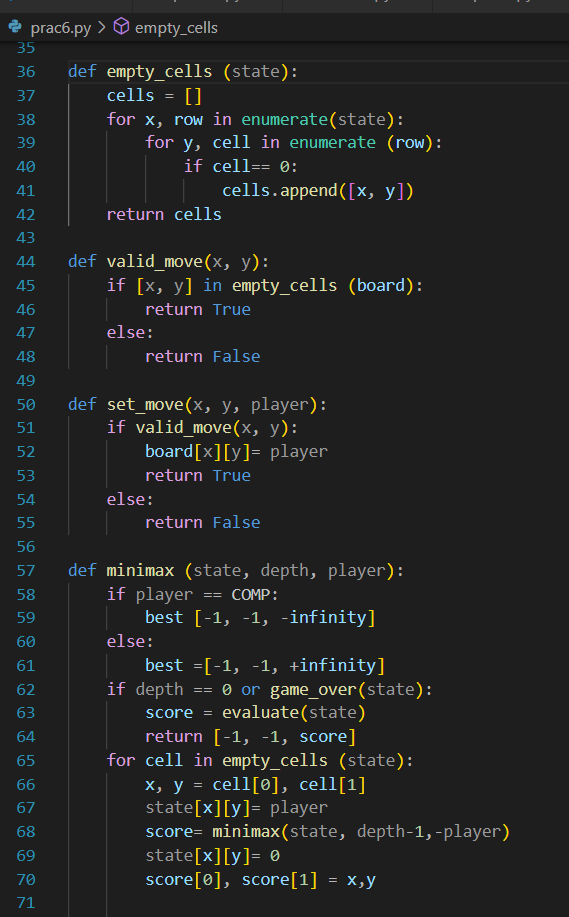 prac6.py > empty_cells
35
36 def empty_cells (state):
37     cells = []
38     for x, row in enumerate(state):
39         for y, cell in enumerate (row):
40             if cell== 0:
41                 cells.append([x, y])
42     return cells
43
44 def valid_move(x, y):
45     if [x, y] in empty_cells (board):
46         return True
47     else:
48         return False
49
50 def set_move(x, y, player):
51     if valid_move(x, y):
52         board[x][y]= player
53         return True
54     else:
55         return False
56
57 def minimax (state, depth, player):
58     if player == COMP:
59         best [-1, -1, -infinity]
60     else:
61         best =[-1, -1, +infinity]
62     if depth == 0 or game_over(state):
63         score = evaluate(state)
64         return [-1, -1, score]
65     for cell in empty_cells (state):
66         x, y = cell[0], cell[1]
67         state[x][y]= player
68         score= minimax(state, depth-1,-player)
69         state[x][y]= 0
70         score[0], score[1] = x,y
71